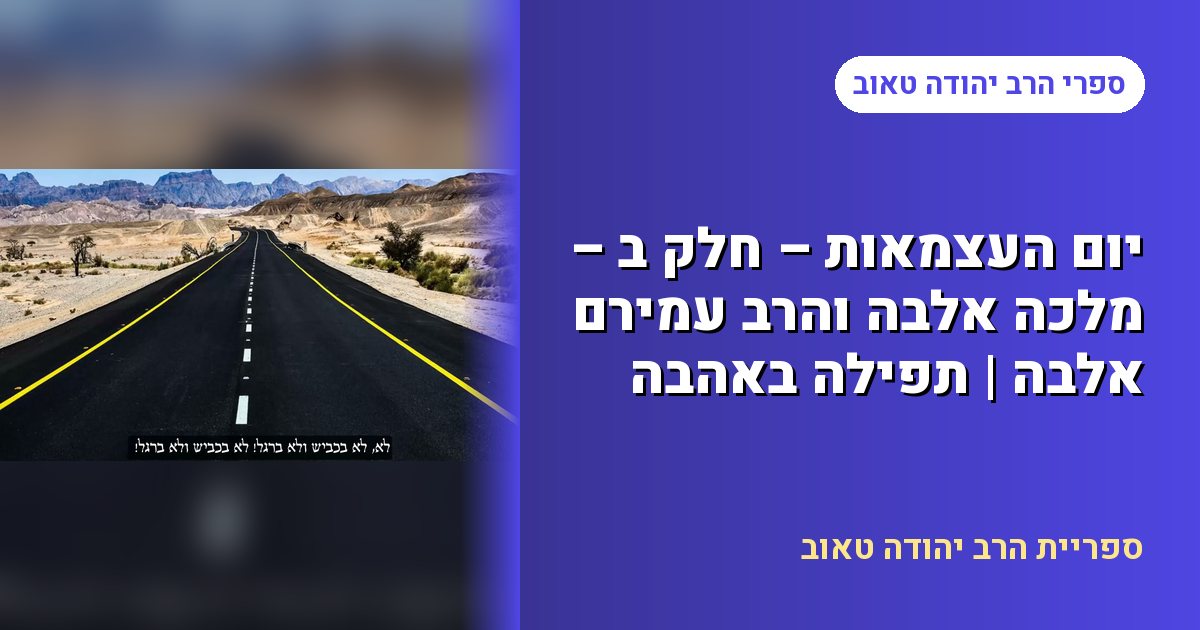 ספרי הרב יהודה טאוב
יום העצמאות – חלק ב –
מלכה אלבה והרב עמירם
אלבה | תפילה באהבה
ספריית הרב יהודה טאוב
לא, לא בכביש ולא ברגל! לא בכביש ולא ברגל!